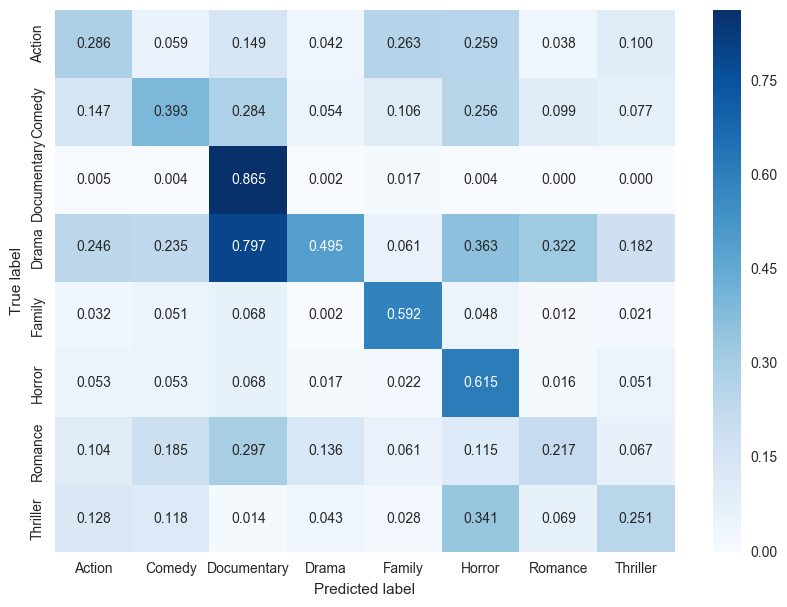 Action 0.286 0.059 0.149 0.042 0.263 0.259 0.038 0.100
Comedy 0.147 0.393 0.284 0.054 0.106 0.256 0.099 0.077
Documentary 0.005 0.004 0.865 0.002 0.017 0.004 0.000 0.000
Drama 0.246 0.235 0.797 0.495 0.061 0.363 0.322 0.182
Family 0.032 0.051 0.068 0.002 0.592 0.048 0.012 0.021
Horror 0.053 0.053 0.068 0.017 0.022 0.615 0.016 0.051
Romance 0.104 0.185 0.297 0.136 0.061 0.115 0.217 0.067
Thriller 0.128 0.118 0.014 0.043 0.028 0.341 0.069 0.251
True label
Action Comedy Documentary Drama Family Horror Romance Thriller
Predicted label
0.75
0.60
0.45
0.30
0.15
0.00